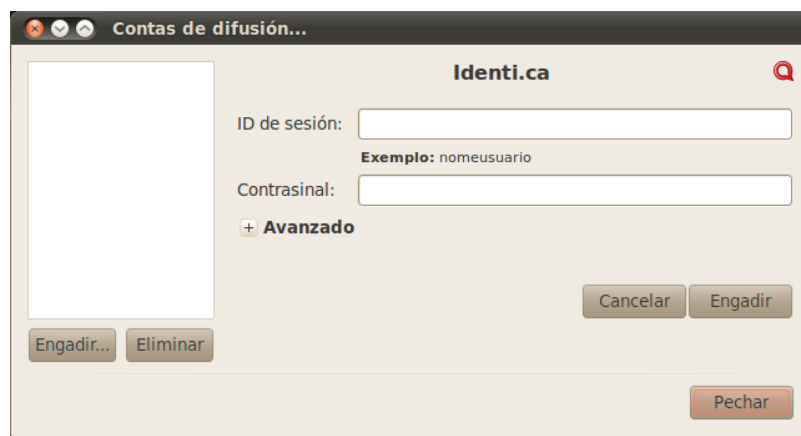 Contas de difusión...
Identi.ca
ID de sesión:
Exemplo: nomeusuario
Contrasinal:
+ Avanzado
Cancelar Engadir
Engadir... Eliminar
Pechar